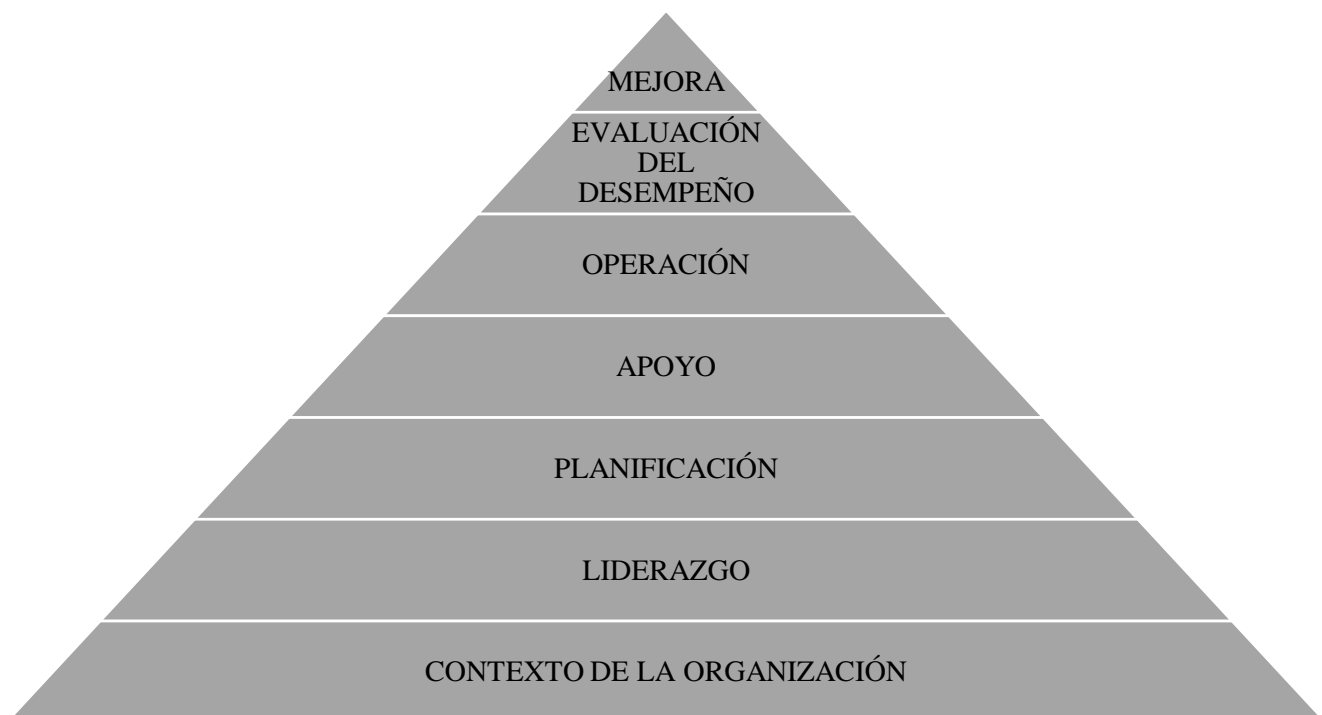 MEJORA
EVALUACIÓN
DEL
DESEMPEÑO
OPERACIÓN
APOYO
PLANIFICACIÓN
LIDERAZGO
CONTEXTO DE LA ORGANIZACIÓN